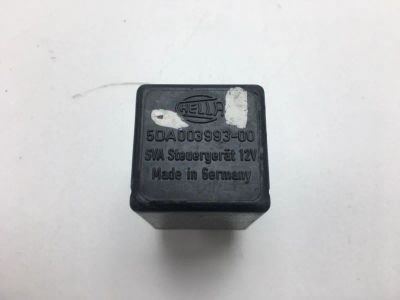 HELLA
5DA003993-00
SVA Steuergerät 12V
Made in Germany